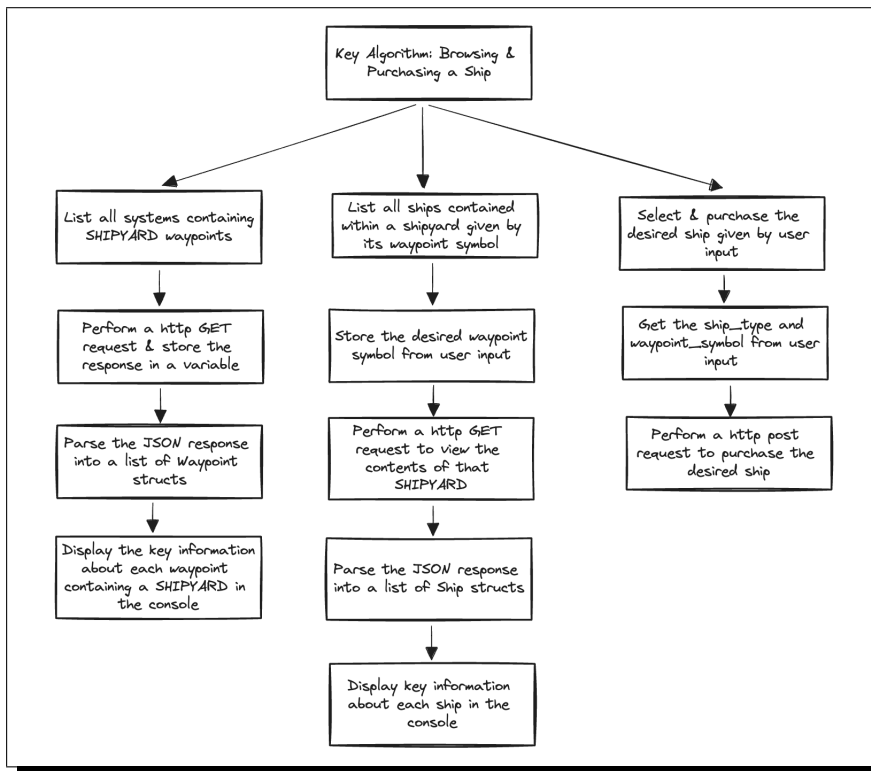 Key Algorithm: Browsing &
Purchasing a Ship
List all systems containing
SHIPYARD waypoints
Perform a http GET
request & store the
response in a variable
Parse the JSON response
into a list of Waypoint
structs
Display the key information
about each waypoint
containing a SHIPYARD in
the console
List all ships contained
within a shipyard given by
its waypoint symbol
Store the desired waypoint
symbol from user input
Perform a http GET
request to view the
contents of that
SHIPYARD
Parse the JSON response
into a list of Ship structs
Display key information
about each ship in the
console
Select & purchase the
desired ship given by user
input
Get the ship_type and
waypoint_symbol from user
input
Perform a http post
request to purchase the
desired ship